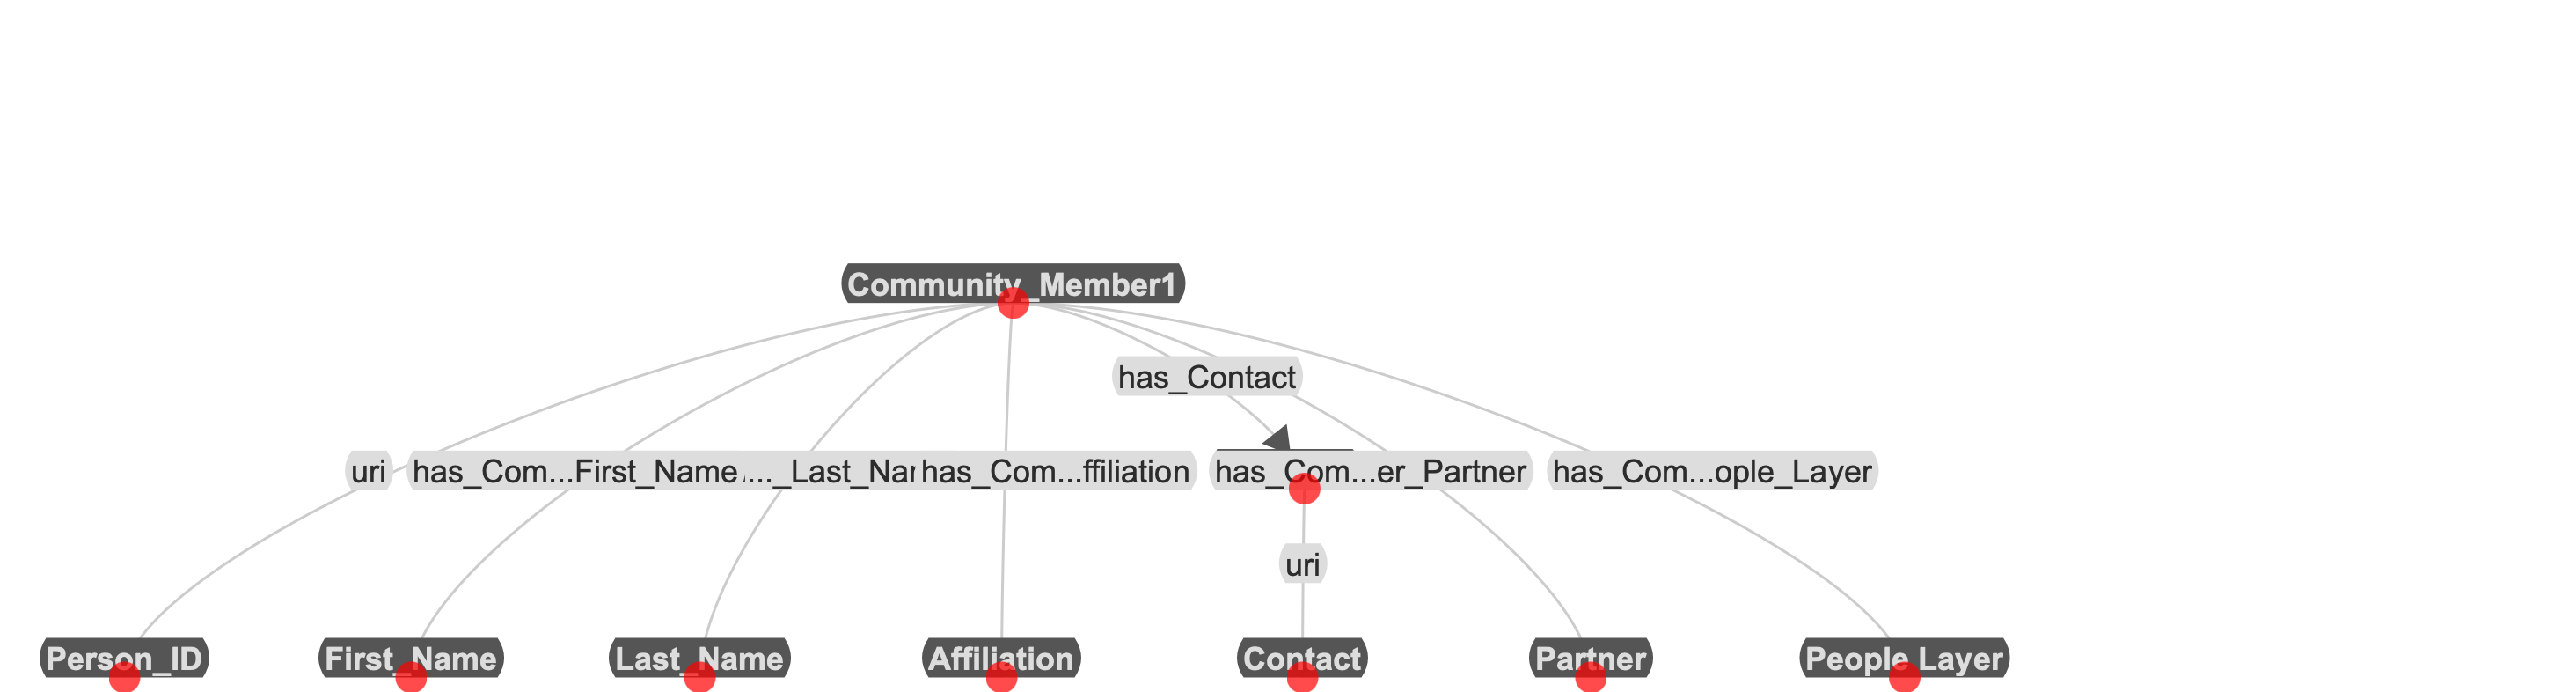 Community_Member1
has_Contact
uri
has_Com...First_Name
..._Last_Nar
has_Com...ffiliation
has_Com...er_Partner
has_Com...ople_Layer
uri
Person_ID
First_Name
Last_Name
Affiliation
Contact
Partner
People Layer